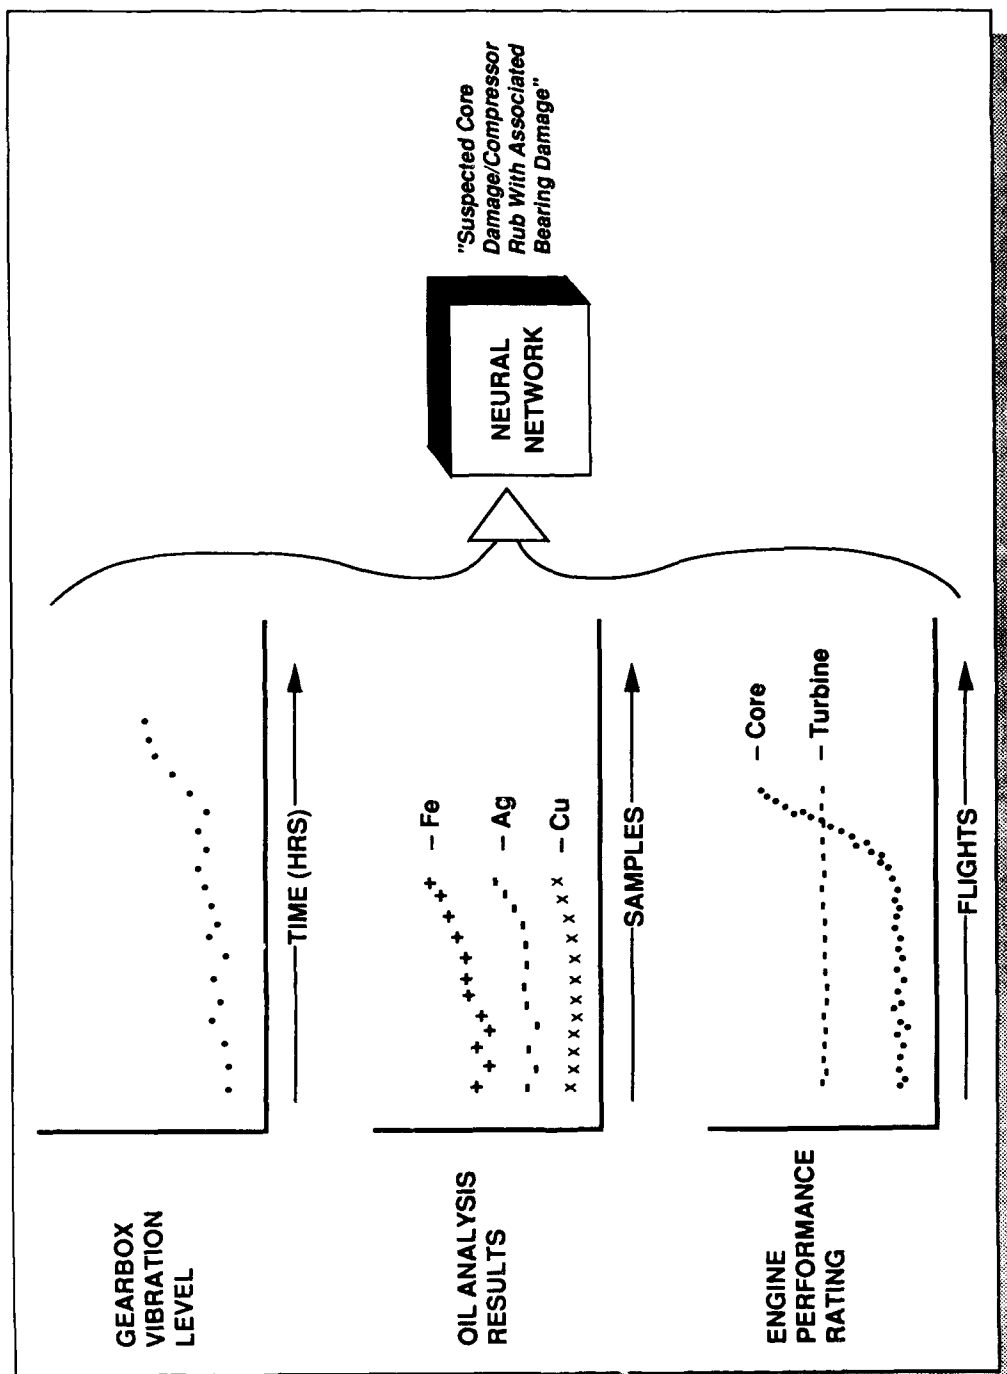 GEARBOX
VIBRATION
LEVEL
TIME (HRS)
OIL ANALYSIS
RESULTS
– Fe
– Ag
– Cu
SAMPLES
ENGINE
PERFORMANCE
RATING
– Core
– Turbine
FLIGHTS
NEURAL
NETWORK
"Suspected Core
Damage/Compressor
Rub With Associated
Bearing Damage"